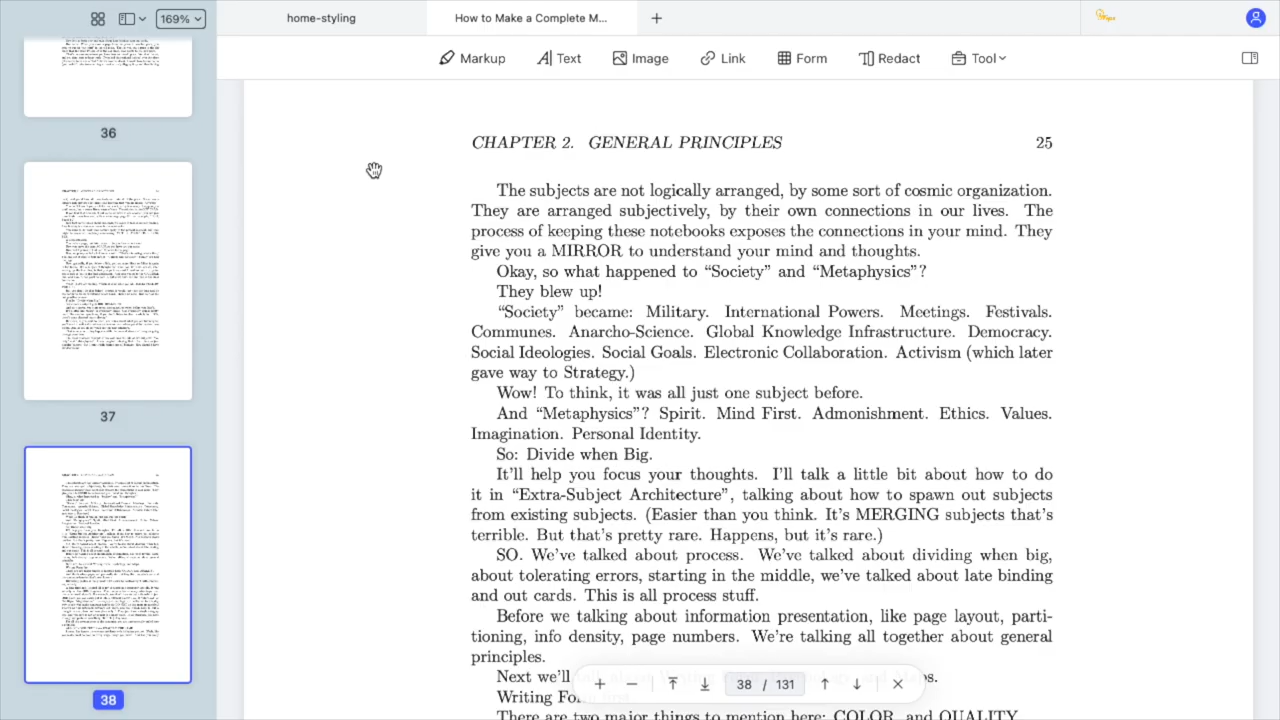 169%
home-styling
How to Make a Complete M...
Markup
Text
Image
Link
Form
Redact
Tool
36
37
38
CHAPTER 2. GENERAL PRINCIPLES 25
The subjects are not logically arranged, by some sort of cosmic organization.
They are arranged subjectively, by their own connections in our lives. The
process of keeping these notebooks exposes the connections in your mind. They
give you a MIRROR to understand your mind and thoughts.
Okay, so what happened to “Society” and “Metaphysics”?
They blew up!
“Society” became: Military. International Powers. Meetings. Festivals.
Congresses. Anarcho-Science. Global Knowledge Infrastructure. Democracy.
Social Ideologies. Social Goals. Electronic Collaboration. Activism (which later
gave way to Strategy.)
Wow! To think, it was all just one subject before.
And “Metaphysics”? Spirit. Mind First. Admonishment. Ethics. Values.
Imagination. Personal Identity.
So: Divide when Big.
It’ll help you focus your thoughts. I’ll talk a little bit about how to do
it in “Extra-Subject Architecture”, talking about how to spawn out subjects
from existing subjects. (Easier than you think. It’s MERGING subjects that’s
terrible. But that’s pretty rare. Happens, but it’s rare.)
SO. We’ve talked about process. We’ve talked about dividing when big,
about tolerating errors, starting in the middle, we’ve talked about late binding
and out cards. This is all process stuff.
Before we talking about information presentation, like page layout, parti-
tioning, info density, page numbers. We’re talking all together about general
principles.
Next we’ll
Writing
There are two major things to mention here: COLOR, and QUALITY
38 / 131